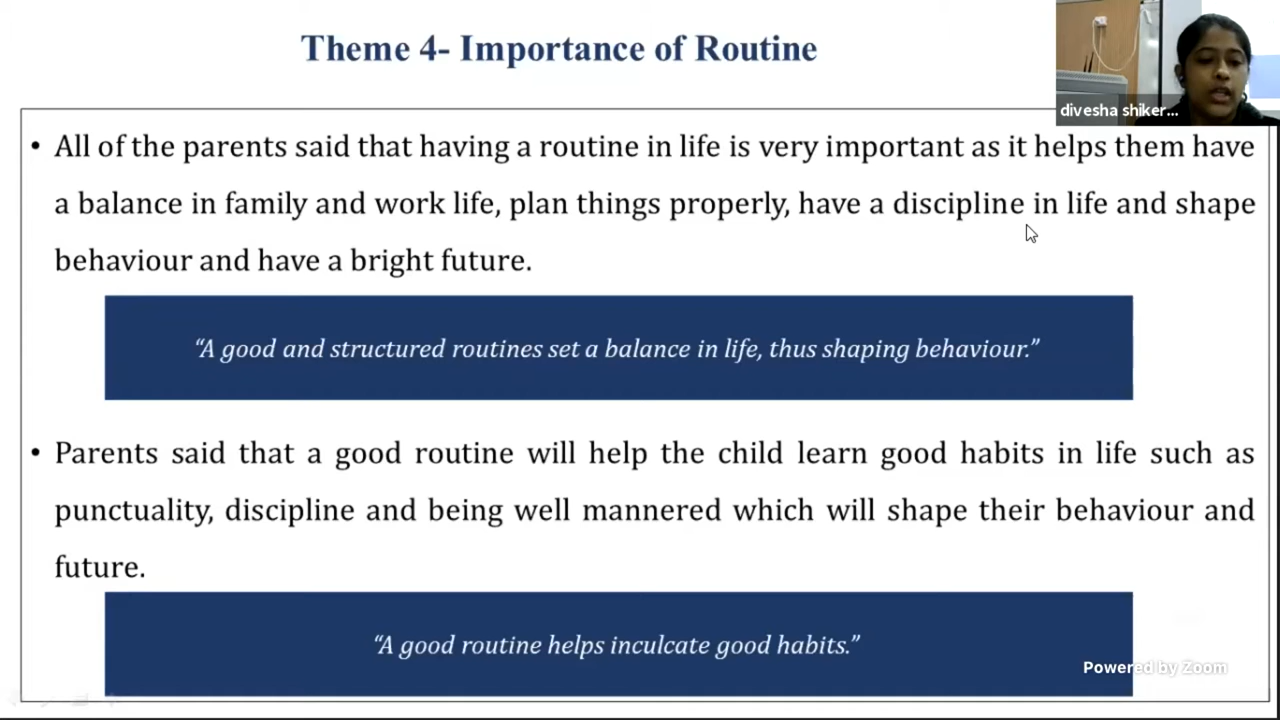 Theme 4- Importance of Routine
divesha shiker...
• All of the parents said that having a routine in life is very important as it helps them have
a balance in family and work life, plan things properly, have a discipline in life and shape
behaviour and have a bright future.
“A good and structured routines set a balance in life, thus shaping behaviour.”
• Parents said that a good routine will help the child learn good habits in life such as
punctuality, discipline and being well mannered which will shape their behaviour and
future.
“A good routine helps inculcate good habits.”
Powered by Zoom